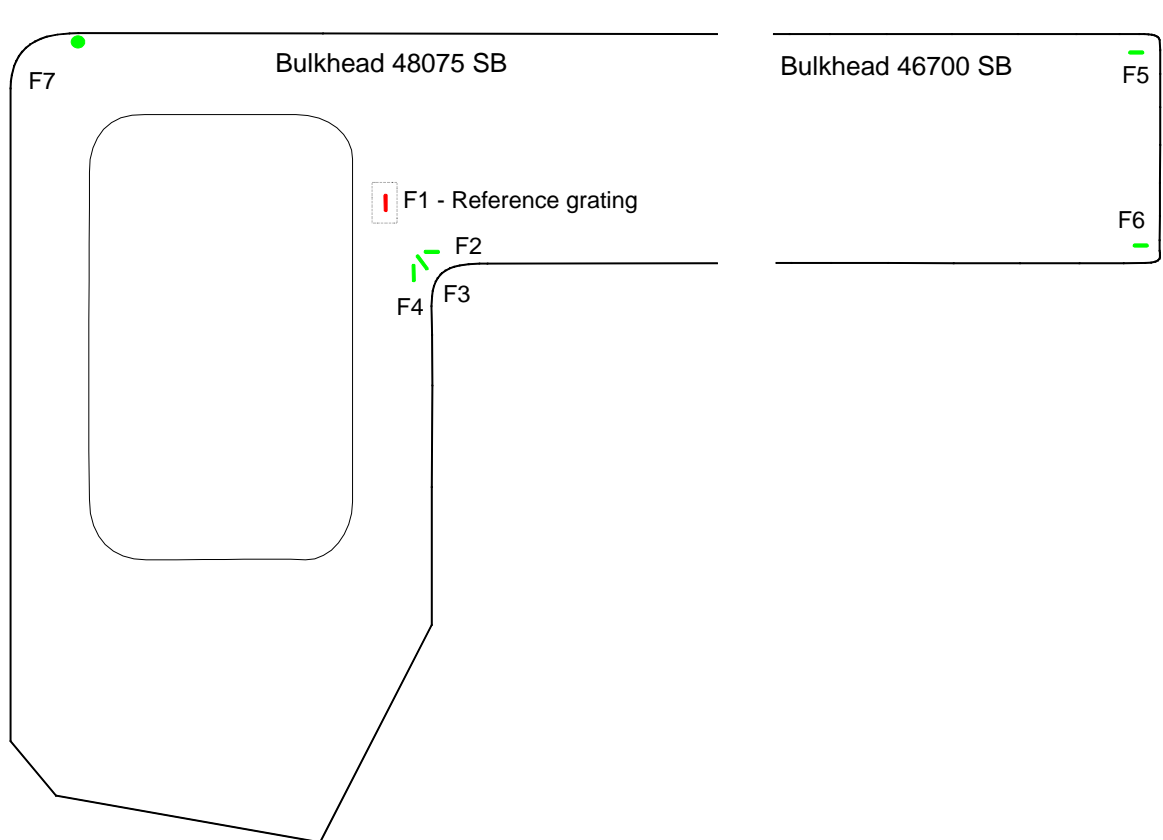 Bulkhead 48075 SB
Bulkhead 46700 SB
F5
F7
F1 - Reference grating
F6
F2
F3
F4